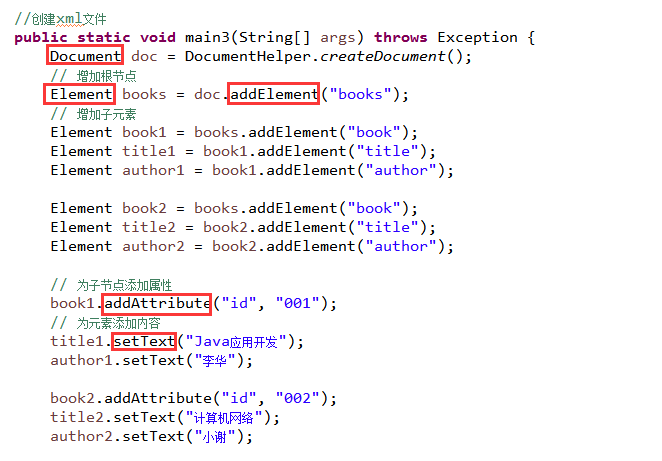 //创建xml文件
public static void main3(String[] args) throws Exception {
Document doc = DocumentHelper.createDocument();
// 增加根节点
Element books = doc.addElement("books");
// 增加子元素
Element book1 = books.addElement("book");
Element title1 = book1.addElement("title");
Element author1 = book1.addElement("author");
Element book2 = books.addElement("book");
Element title2 = book2.addElement("title");
Element author2 = book2.addElement("author");
// 为子节点添加属性
book1.addAttribute("id", "001");
// 为元素添加内容
title1.setText("Java应用开发");
author1.setText("李华");
book2.addAttribute("id", "002");
title2.setText("计算机网络");
author2.setText("小谢");